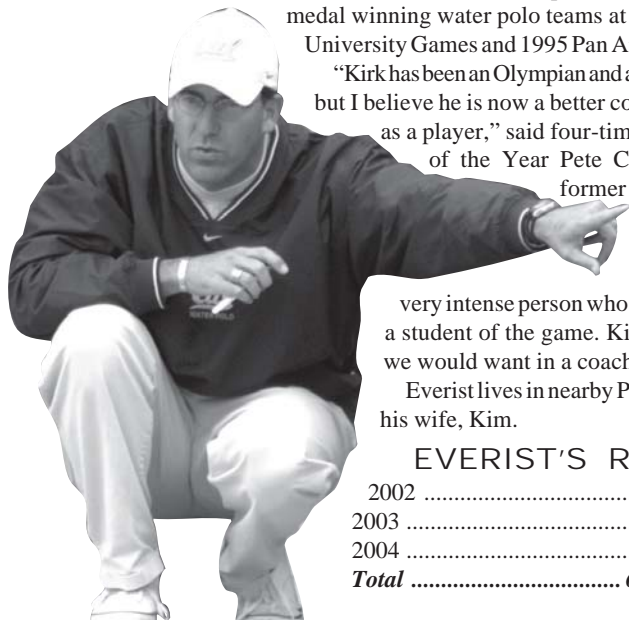 medal winning water polo teams at
University Games and 1995 Pan A
“Kirk has been an Olympian and a
but I believe he is now a better co
as a player,” said four-tim
of the Year Pete C
former
very intense person who
a student of the game. Ki
we would want in a coach
Everist lives in nearby P
his wife, Kim.
EVERIST'S R
2002 ..............................
2003 .................................
2004 .................................
Total ................................
WATER POLO